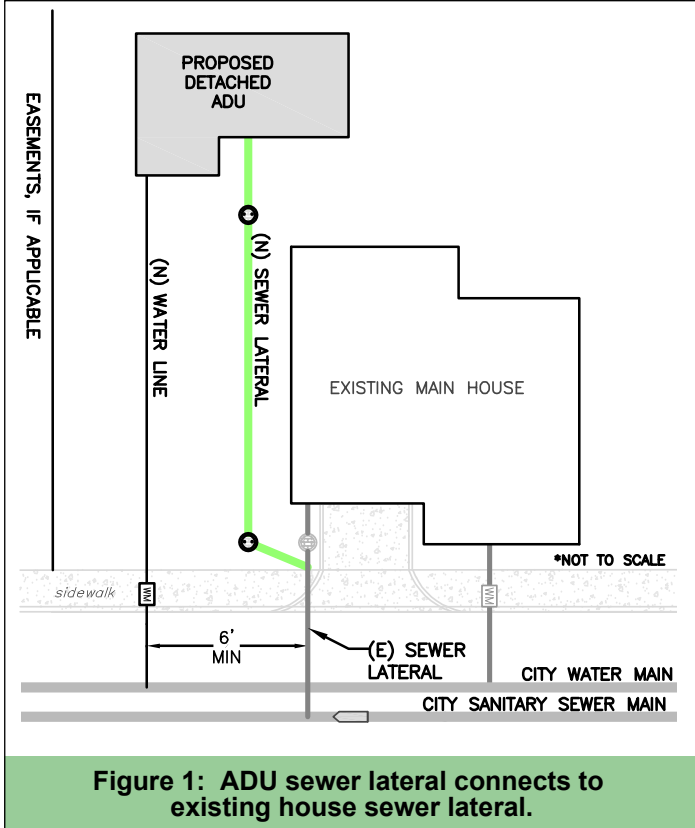 PROPOSED
DETACHED
ADU
EASEMENTS, IF APPLICABLE
(N) WATER LINE
(N) SEWER LATERAL
EXISTING MAIN HOUSE
*NOT TO SCALE
sidewalk
WM
WM
6'
MIN
(E) SEWER
LATERAL
CITY WATER MAIN
CITY SANITARY SEWER MAIN
Figure 1: ADU sewer lateral connects to
existing house sewer lateral.